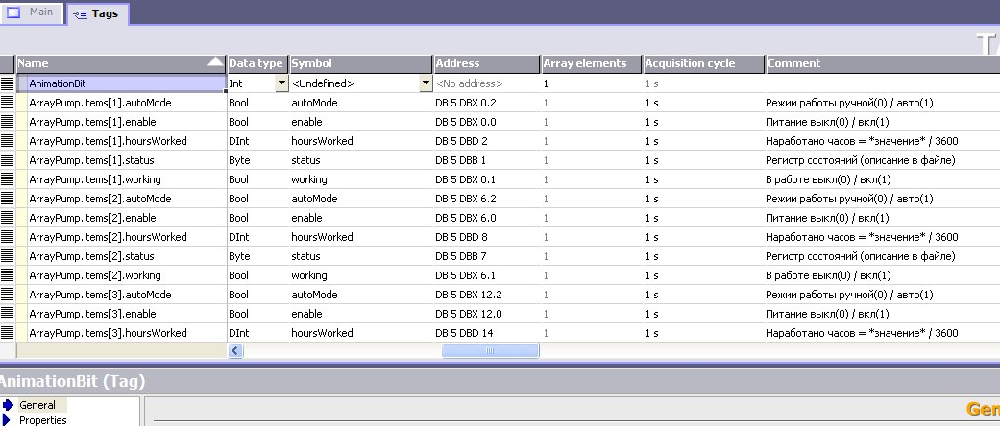 Main
Tags
Name Data type Symbol Address Array elements Acquisition cycle Comment
AnimationBit Int <Undefined> <No address> 1 1 s
ArrayPump.items[1].autoMode Bool autoMode DB 5 DBX 0.2 1 1 s Режим работы ручной(0) / авто(1)
ArrayPump.items[1].enable Bool enable DB 5 DBX 0.0 1 1 s Питание выкл(0) / вкл(1)
ArrayPump.items[1].hoursWorked DInt hoursWorked DB 5 DBD 2 1 1 s Наработано часов = *значение* / 3600
ArrayPump.items[1].status Byte status DB 5 DBB 1 1 1 s Регистр состояний (описание в файле)
ArrayPump.items[1].working Bool working DB 5 DBX 0.1 1 1 s В работе выкл(0) / вкл(1)
ArrayPump.items[2].autoMode Bool autoMode DB 5 DBX 6.2 1 1 s Режим работы ручной(0) / авто(1)
ArrayPump.items[2].enable Bool enable DB 5 DBX 6.0 1 1 s Питание выкл(0) / вкл(1)
ArrayPump.items[2].hoursWorked DInt hoursWorked DB 5 DBD 8 1 1 s Наработано часов = *значение* / 3600
ArrayPump.items[2].status Byte status DB 5 DBB 7 1 1 s Регистр состояний (описание в файле)
ArrayPump.items[2].working Bool working DB 5 DBX 6.1 1 1 s В работе выкл(0) / вкл(1)
ArrayPump.items[3].autoMode Bool autoMode DB 5 DBX 12.2 1 1 s Режим работы ручной(0) / авто(1)
ArrayPump.items[3].enable Bool enable DB 5 DBX 12.0 1 1 s Питание выкл(0) / вкл(1)
ArrayPump.items[3].hoursWorked DInt hoursWorked DB 5 DBD 14 1 1 s Наработано часов = *значение* / 3600
AnimationBit (Tag)
General
Properties